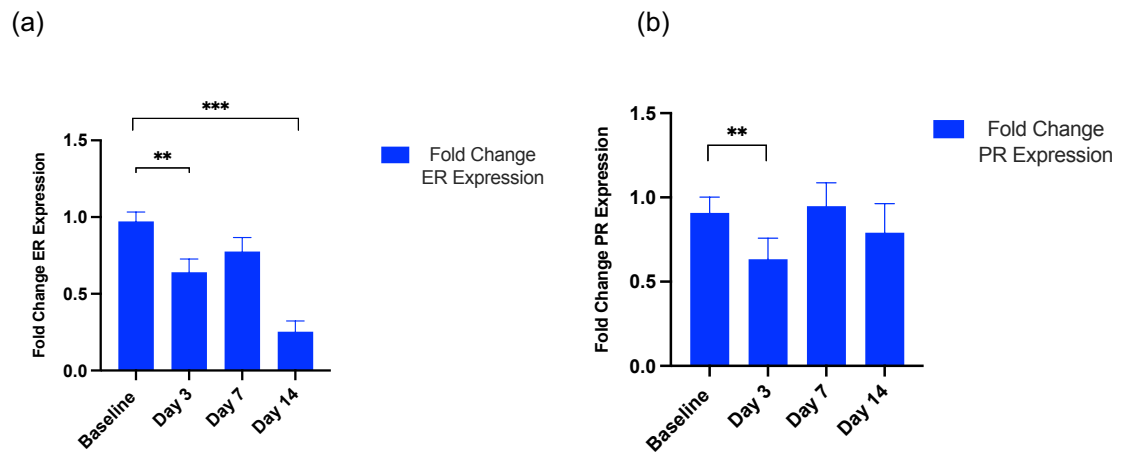 (a)
***
**
1.5
1.0
0.5
0.0
Fold Change ER Expression
Baseline
Day 3
Day 7
Day 14
Fold Change
ER Expression
(b)
**
1.5
1.0
0.5
0.0
Fold Change PR Expression
Baseline
Day 3
Day 7
Day 14
Fold Change
PR Expression